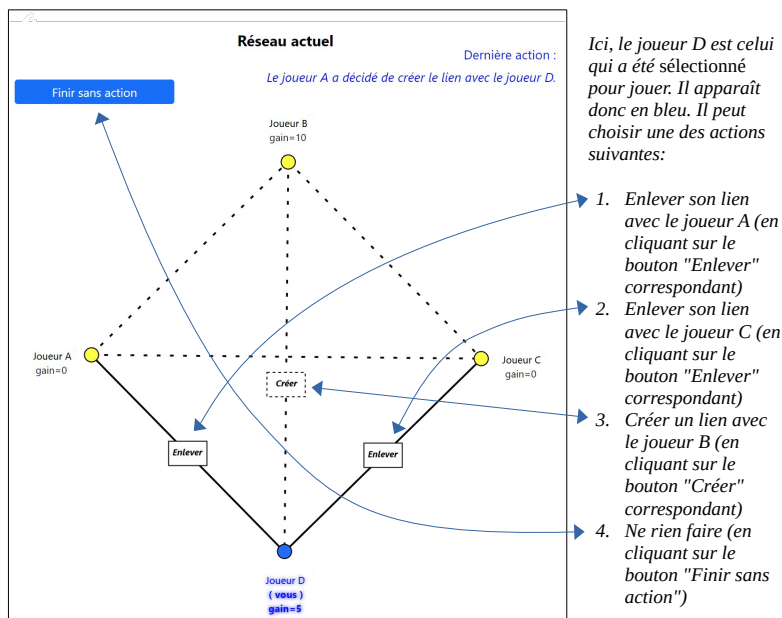 Réseau actuel
Dernière action :
Le joueur A a décidé de créer le lien avec le joueur D.
Finir sans action
Joueur B
gain=10
Joueur A
gain=0
Joueur C
gain=0
Créer
Enlever
Enlever
Joueur D
( vous )
gain=5
Ici, le joueur D est celui
qui a été sélectionné
pour jouer. Il apparaît
donc en bleu. Il peut
choisir une des actions
suivantes:
1. Enlever son lien
avec le joueur A (en
cliquant sur le
bouton "Enlever"
correspondant)
2. Enlever son lien
avec le joueur C (en
cliquant sur le
bouton "Enlever"
correspondant)
3. Créer un lien avec
le joueur B (en
cliquant sur le
bouton "Créer"
correspondant)
4. Ne rien faire (en
cliquant sur le
bouton "Finir sans
action")